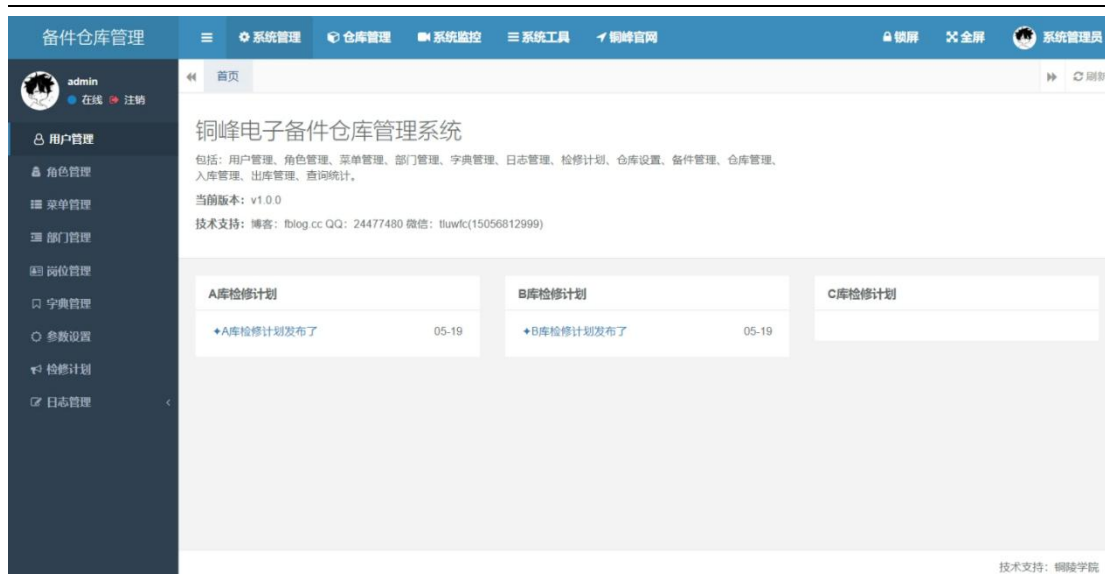 备件仓库管理
系统管理 仓库管理 系统监控 系统工具 铜峰官网 锁屏 全屏 系统管理员
admin
在线 注销
首页 刷新
用户管理
角色管理
菜单管理
部门管理
岗位管理
字典管理
参数设置
检修计划
日志管理
铜峰电子备件仓库管理系统
包括：用户管理、角色管理、菜单管理、部门管理、字典管理、日志管理、检修计划、仓库设置、备件管理、仓库管理、
入库管理、出库管理、查询统计。
当前版本：v1.0.0
技术支持：博客：fblog.cc QQ：24477480 微信：tluwfc(15056812999)
A库检修计划
A库检修计划发布了 05-19
B库检修计划
B库检修计划发布了 05-19
C库检修计划
技术支持：铜陵学院